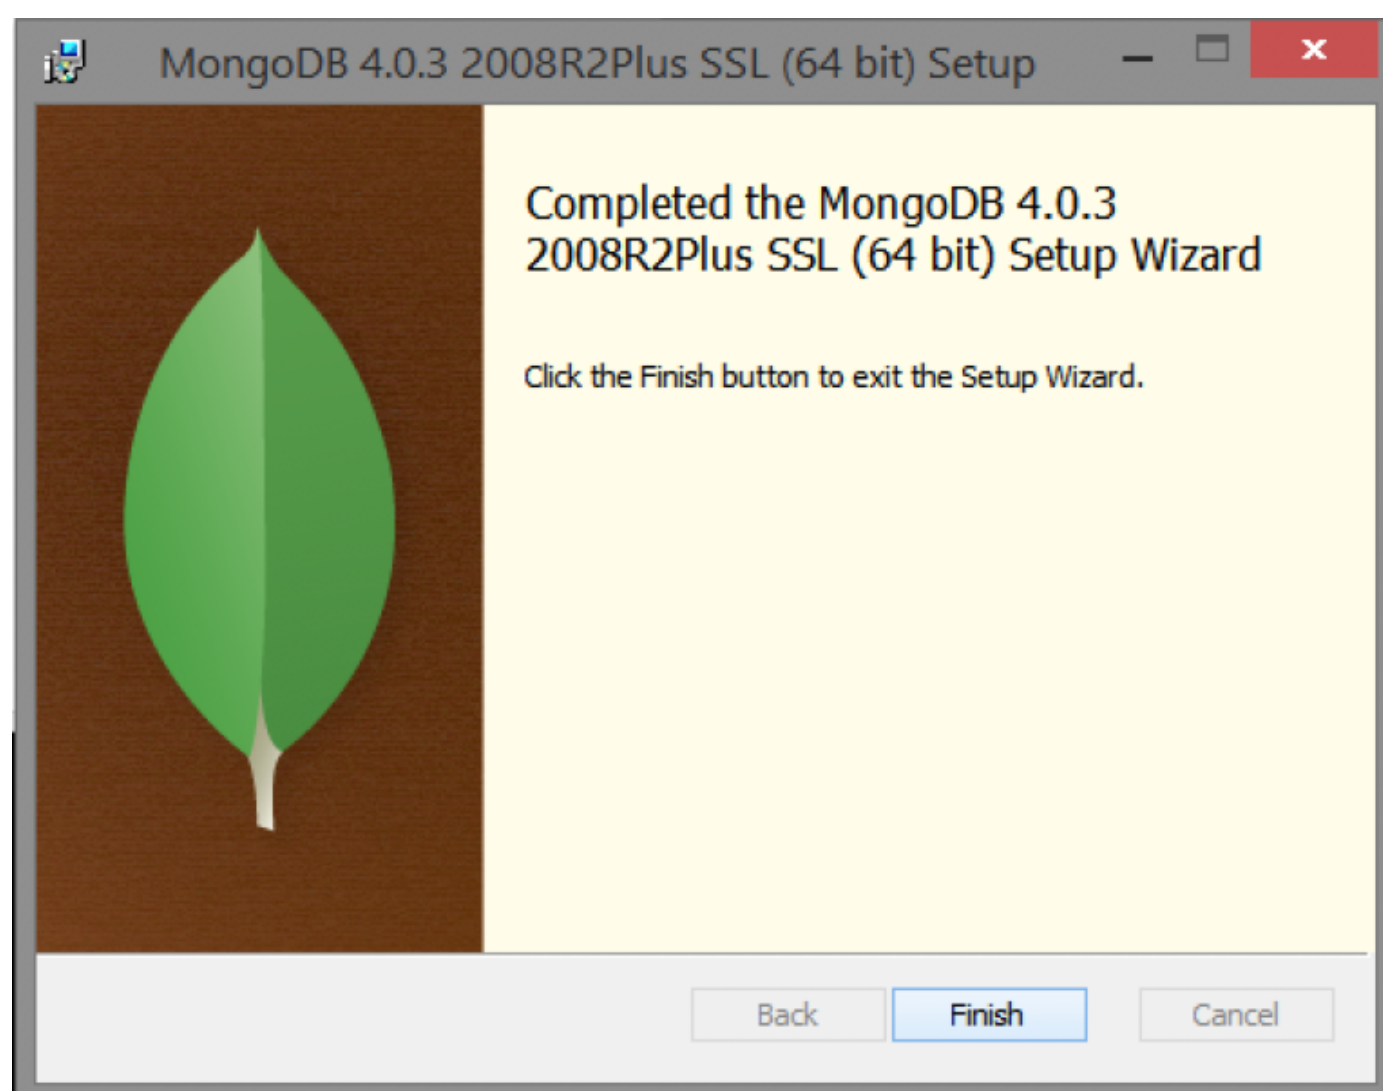 MongoDB 4.0.3 2008R2Plus SSL (64 bit) Setup
Completed the MongoDB 4.0.3
2008R2Plus SSL (64 bit) Setup Wizard
Click the Finish button to exit the Setup Wizard.
Back Finish Cancel